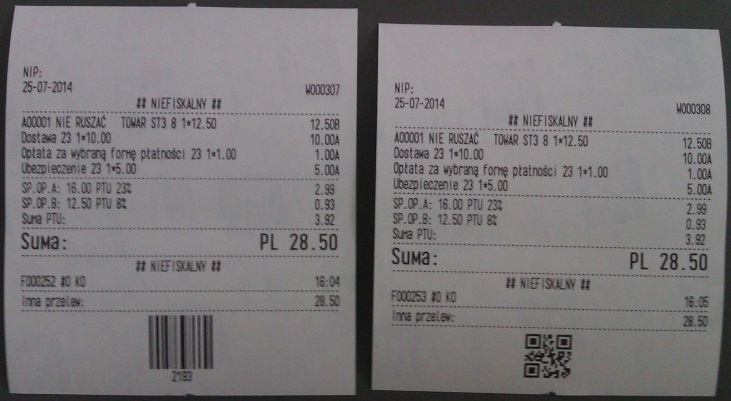 NIP:
25-07-2014 W000307
## NIEFISKALNY ##
A00001 NIE RUSZAĆ TOWAR ST3 8 1*12.50 12.50B
Dostawa 23 1*10.00 10.00A
Opłata za wybraną formę płatności 23 1*1.00 1.00A
Ubezpieczenie 23 1*5.00 5.00A
SP.OP.A: 16.00 PTU 23% 2.99
SP.OP.B: 12.50 PTU 8% 0.93
Suma PTU: 3.92
Suma: PL 28.50
## NIEFISKALNY ##
F000252 #0 KO 16:04
Inna przelew: 28.50
2193
NIP:
25-07-2014 W000308
## NIEFISKALNY ##
A00001 NIE RUSZAĆ TOWAR ST3 8 1*12.50 12.50B
Dostawa 23 1*10.00 10.00A
Opłata za wybraną formę płatności 23 1*1.00 1.00A
Ubezpieczenie 23 1*5.00 5.00A
SP.OP.A: 16.00 PTU 23% 2.99
SP.OP.B: 12.50 PTU 8% 0.93
Suma PTU: 3.92
Suma: PL 28.50
## NIEFISKALNY ##
F000253 #0 KO 16:05
Inna przelew: 28.50